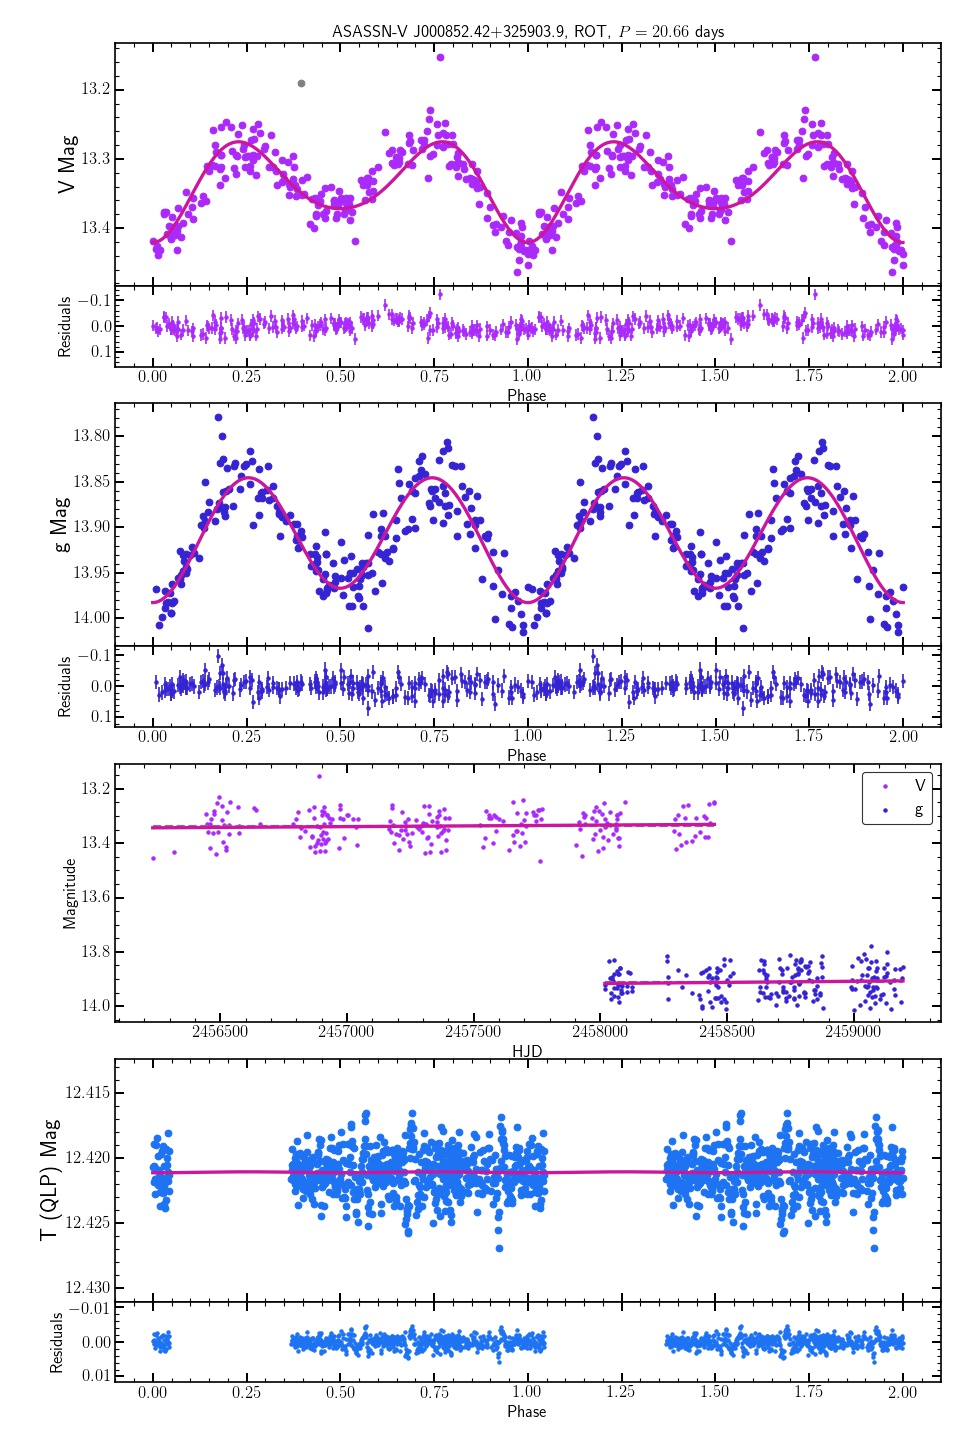 ASASSN-V J000852.42+325903.9, ROT, P = 20.66 days
V Mag
13.2
13.3
13.4
Residuals
−0.1
0.0
0.1
0.00 0.25 0.50 0.75 1.00 1.25 1.50 1.75 2.00
Phase
g Mag
13.80
13.85
13.90
13.95
14.00
Residuals
−0.1
0.0
0.1
0.00 0.25 0.50 0.75 1.00 1.25 1.50 1.75 2.00
Phase
Magnitude
13.2
13.4
13.6
13.8
14.0
V
g
2456500 2457000 2457500 2458000 2458500 2459000
HJD
T (QLP) Mag
12.415
12.420
12.425
12.430
Residuals
−0.01
0.00
0.01
0.00 0.25 0.50 0.75 1.00 1.25 1.50 1.75 2.00
Phase